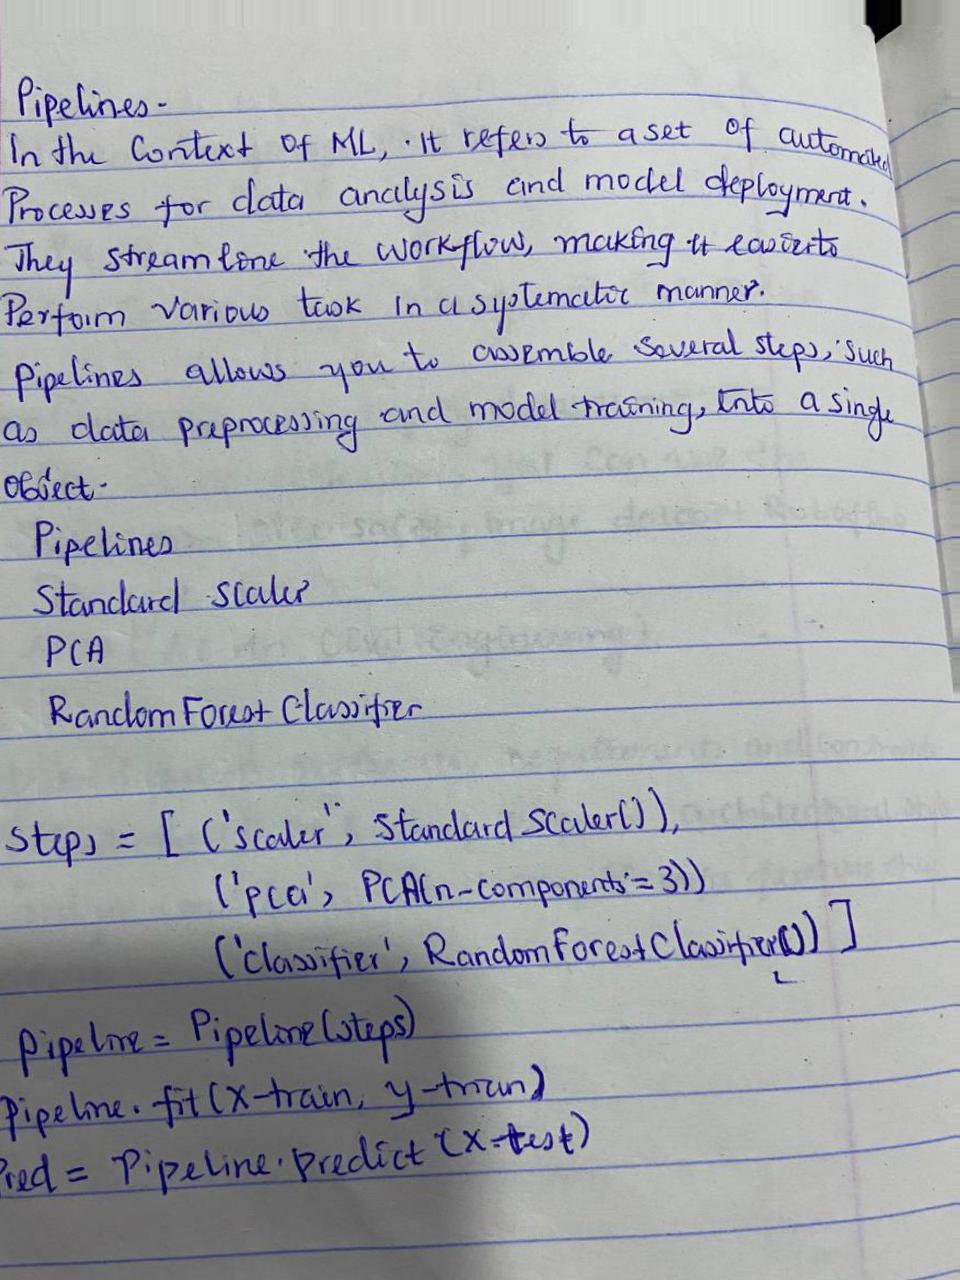 Pipelines-
In the Context Of ML, . it refers to a set of automated
Processes for data analysis and model deployment.
They streamline the workflow, making it easier to
Perform various task In a systematic manner.
Pipelines allows you to assemble several steps, such
as data preprocessing and model training, Into a single
object.
Pipelines
Standard Scaler
PCA
RandomForest Classifier
Steps = [ ('scaler', Standard Scaler()),
('pca', PCA(n-components=3))
('classifier', RandomForestClassifier())]
pipeline = Pipeline(steps)
Pipeline.fit(X-train, y-train)
Pred = Pipeline.predict(X-test)